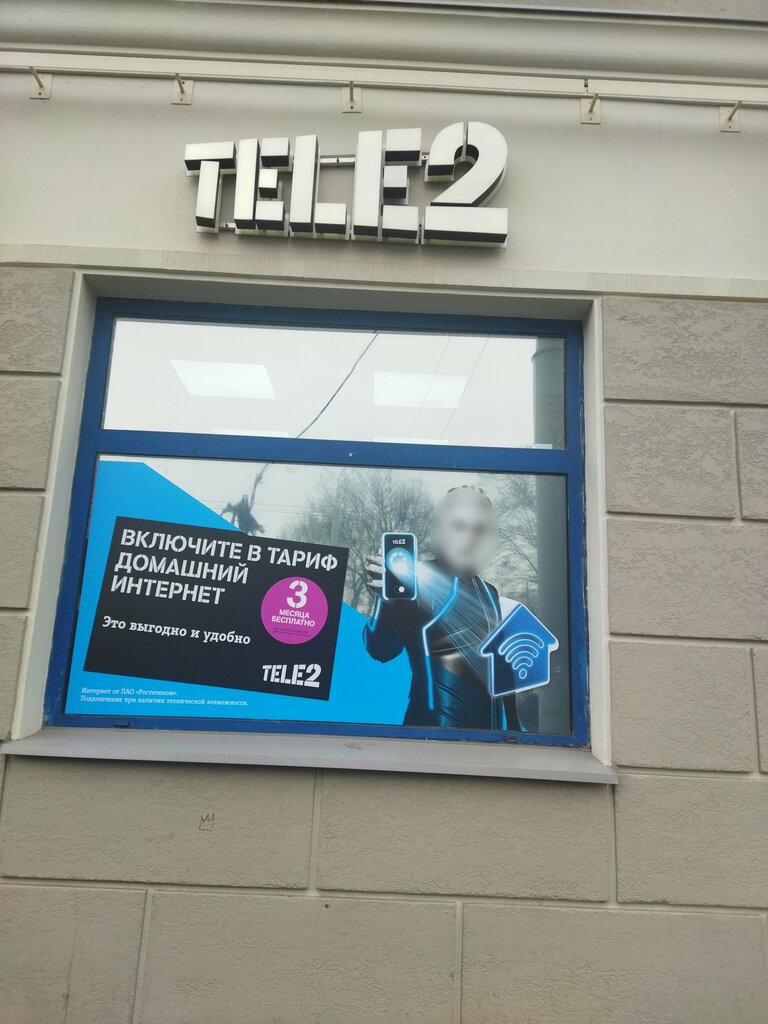 TELE2
ВКЛЮЧИТЕ В ТАРИФ
ДОМАШНИЙ
ИНТЕРНЕТ
3
МЕСЯЦА
БЕСПЛАТНО
Это выгодно и удобно
TELE2
TELE2
Интернет от ПАО «Ростелеком».
Подключение при наличии технической возможности.